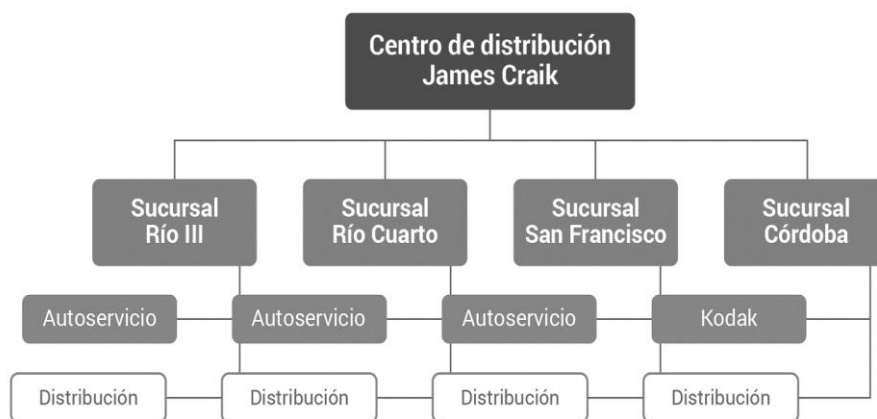 Centro de distribución
James Craik
Sucursal
Río III
Sucursal
Río Cuarto
Sucursal
San Francisco
Sucursal
Córdoba
Autoservicio
Autoservicio
Autoservicio
Kodak
Distribución
Distribución
Distribución
Distribución